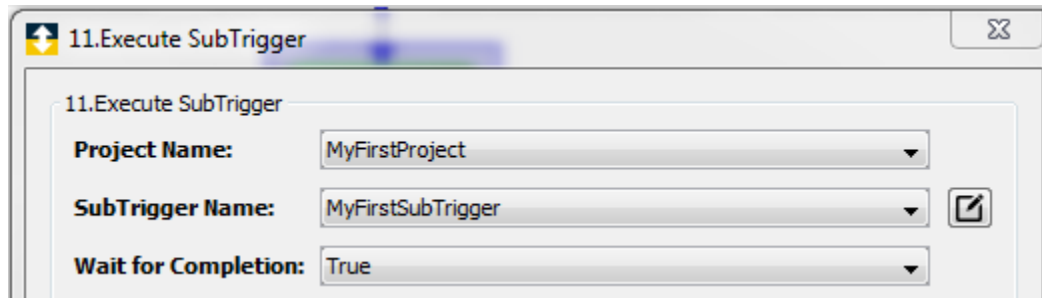 11.Execute SubTrigger
11.Execute SubTrigger
Project Name: MyFirstProject
SubTrigger Name: MyFirstSubTrigger
Wait for Completion: True